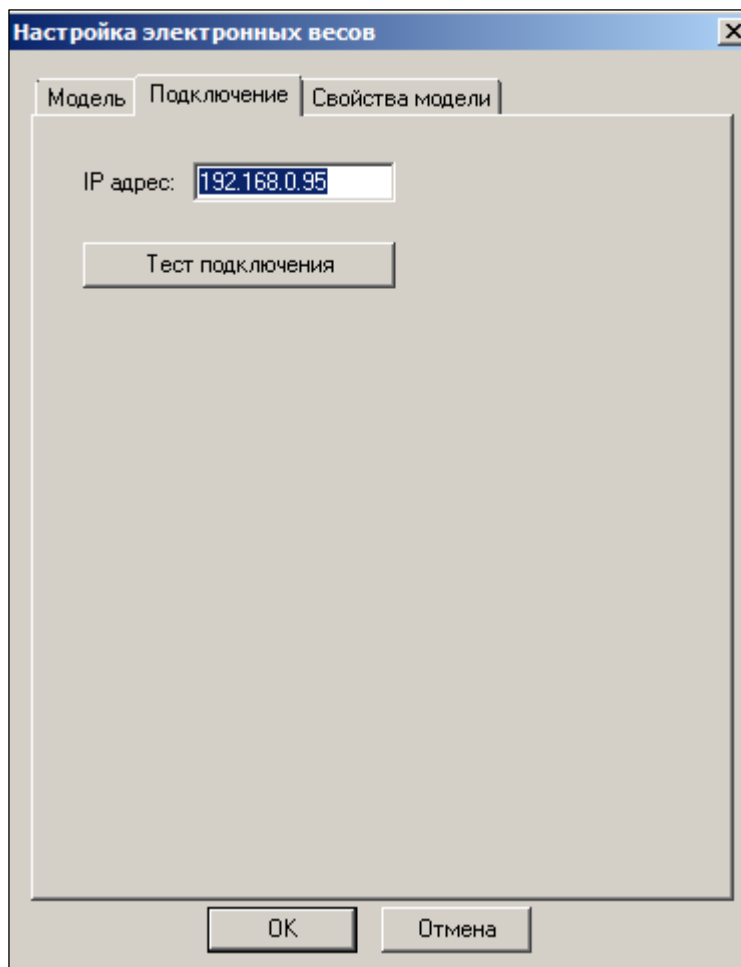 Настройка электронных весов
Модель Подключение Свойства модели
IP адрес: 192.168.0.95
Тест подключения
OK Отмена